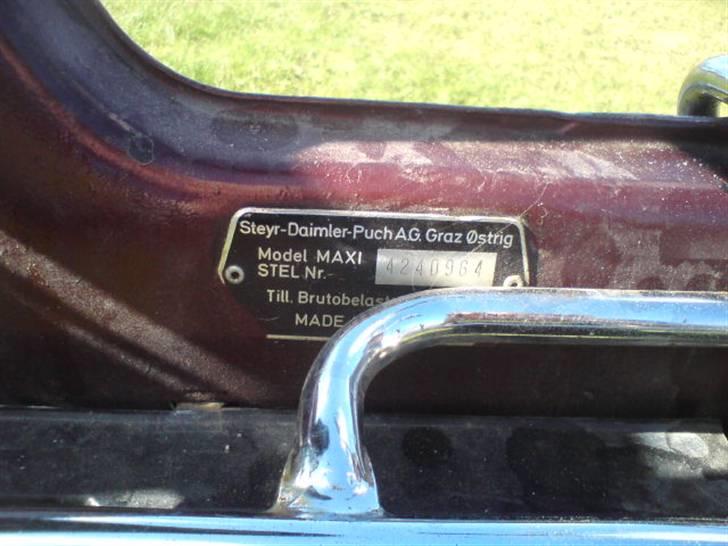 Steyr-Daimler-Puch A.G. Graz Østrig
Model MAXI
STEL Nr. 4240964
Till. Brutobelast
MADE